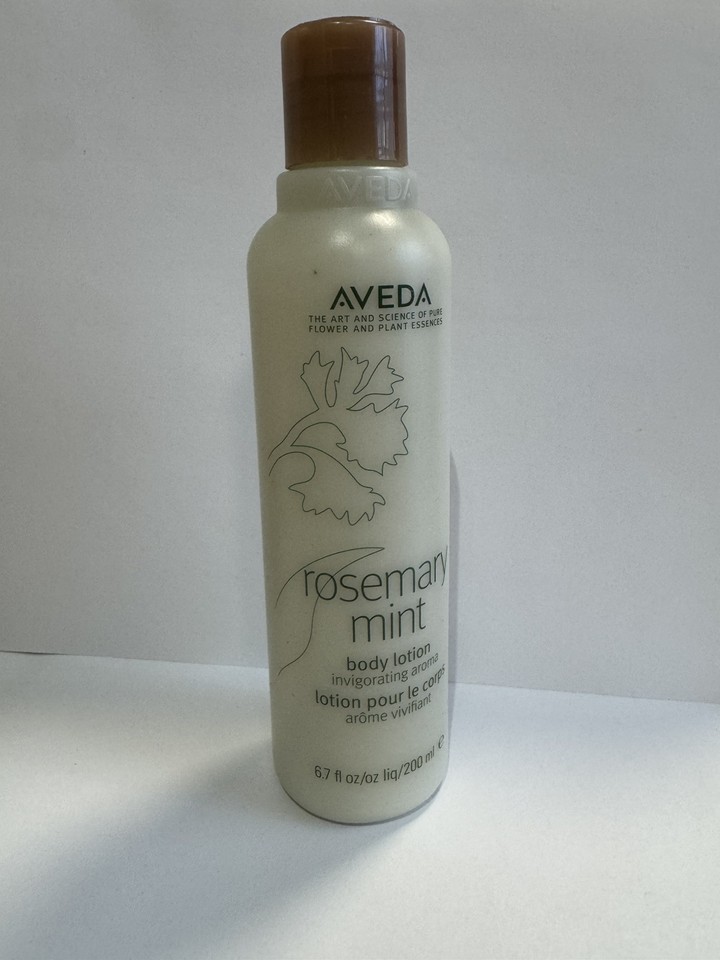 AVEDA
AVEDA
THE ART AND SCIENCE OF PURE
FLOWER AND PLANT ESSENCES
rosemary
mint
body lotion
invigorating aroma
lotion pour le corps
arôme vivifiant
6.7 fl oz/oz liq/200 ml ℮